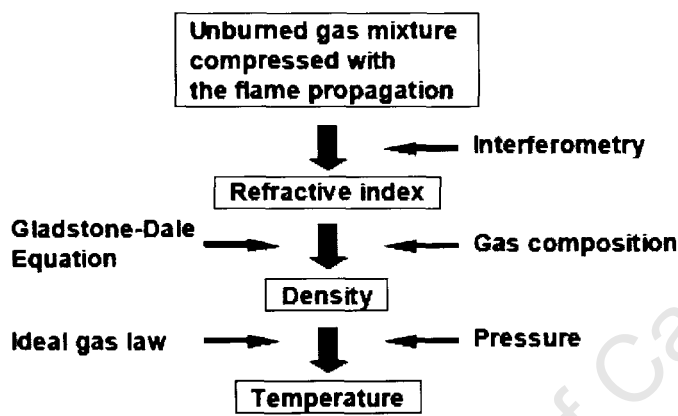 Unburned gas mixture
compressed with
the flame propagation
Interferometry
Refractive index
Gladstone-Dale
Equation
Gas composition
Density
Ideal gas law
Pressure
Temperature
f Ca